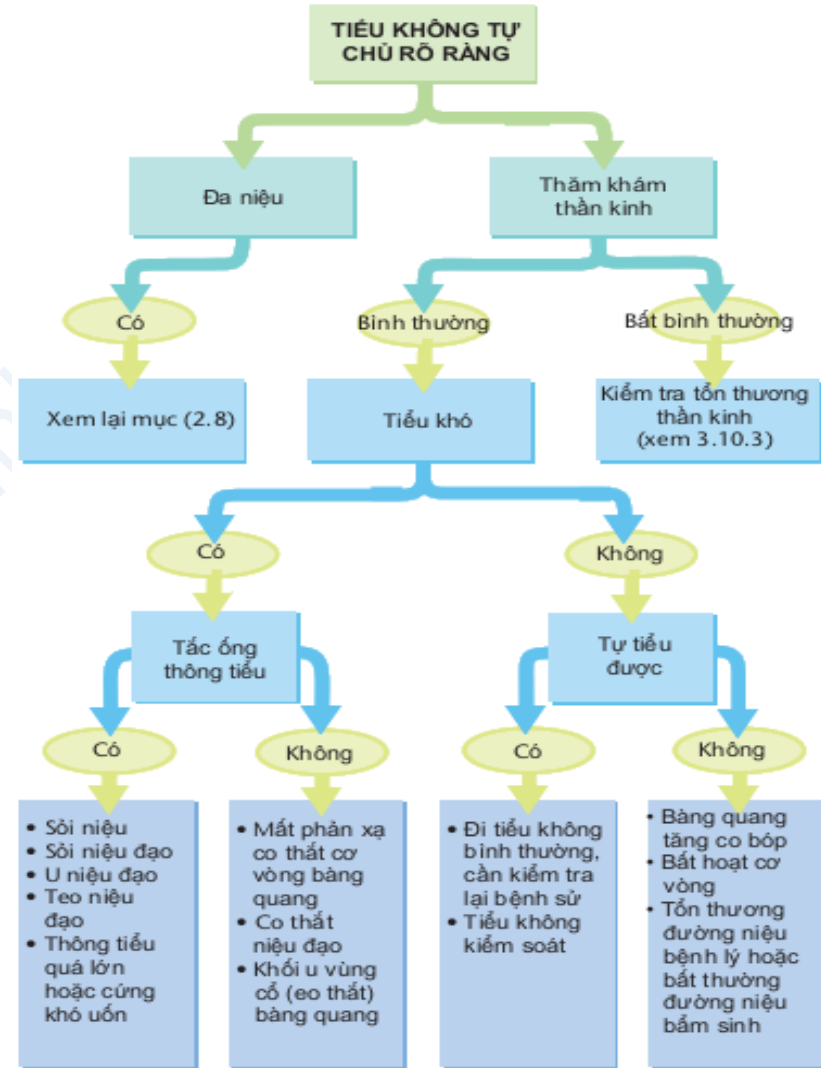 TIỂU KHÔNG TỰ
CHỦ RÕ RÀNG
Đa niệu
Thăm khám
thần kinh
Có
Bình thường
Bất bình thường
Xem lại mục (2.8)
Tiểu khó
Kiểm tra tổn thương
thần kinh
(xem 3.10.3)
Có
Không
Tắc ống
thông tiểu
Tự tiểu
được
Có
Không
Có
Không
• Sỏi niệu
• Sỏi niệu đạo
• U niệu đạo
• Teo niệu
đạo
• Thông tiểu
quá lớn
hoặc cứng
khó uốn
• Mất phản xạ
co thắt cơ
vòng bàng
quang
• Co thắt
niệu đạo
• Khối u vùng
cổ (eo thắt)
bàng quang
• Đi tiểu không
bình thường,
cần kiểm tra
lại bệnh sử
• Tiểu không
kiểm soát
• Bàng quang
tăng co bóp
• Bất hoạt cơ
vòng
• Tổn thương
đường niệu
bệnh lý hoặc
bất thường
đường niệu
bẩm sinh